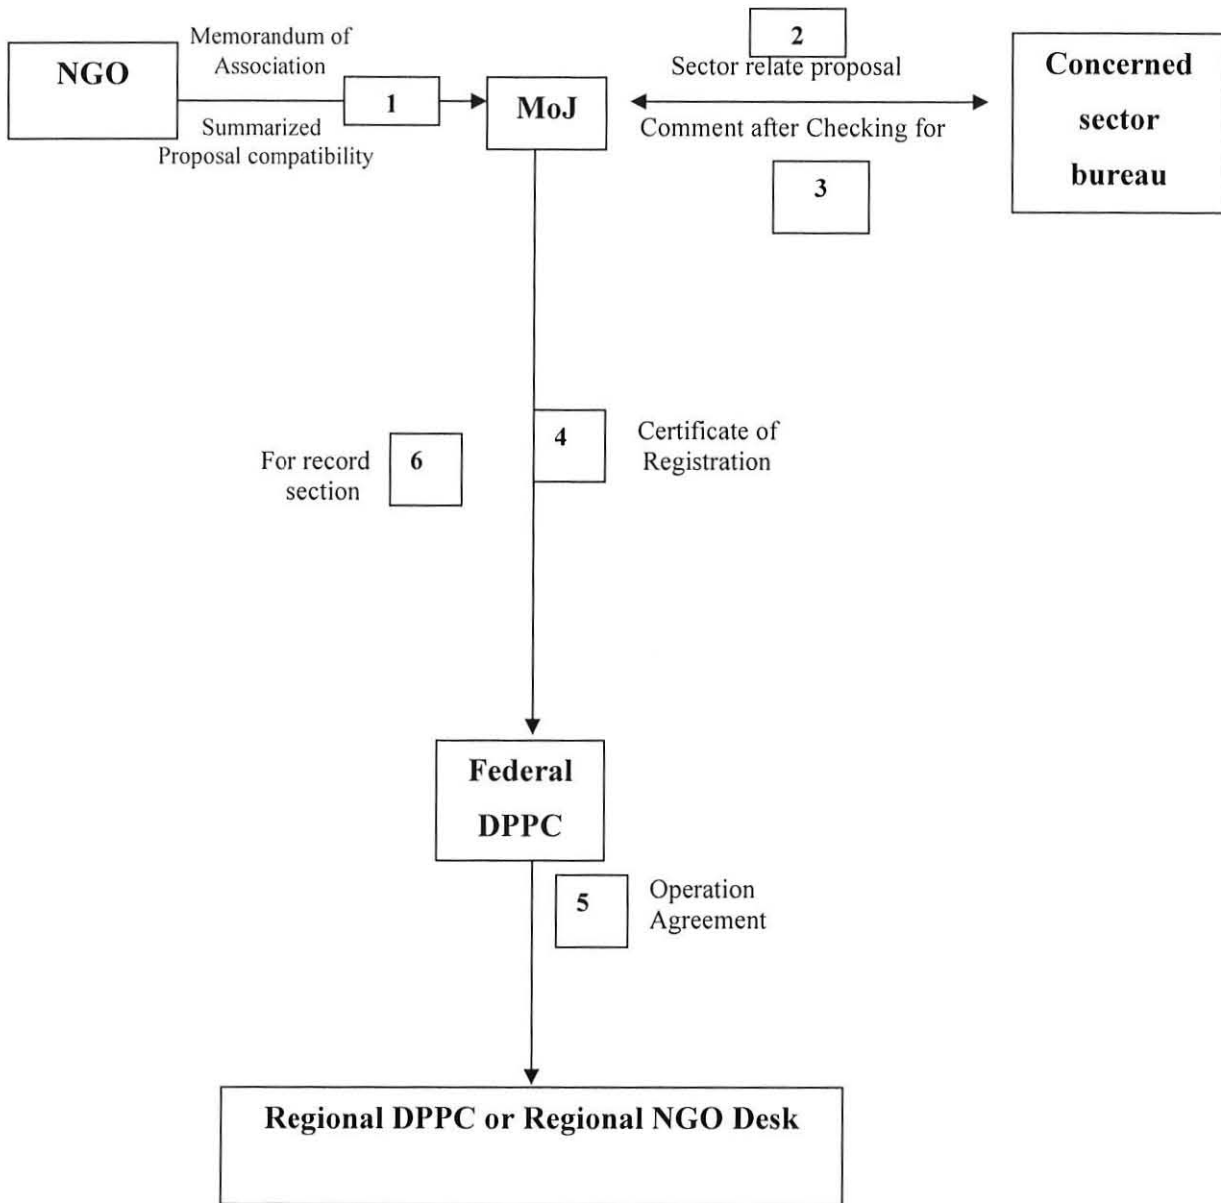 NGO
Memorandum of
Association
1
Summarized
Proposal compatibility
MoJ
2
Sector relate proposal
Comment after Checking for
3
Concerned
sector
bureau
For record
section
6
4
Certificate of
Registration
Federal
DPPC
5
Operation
Agreement
Regional DPPC or Regional NGO Desk